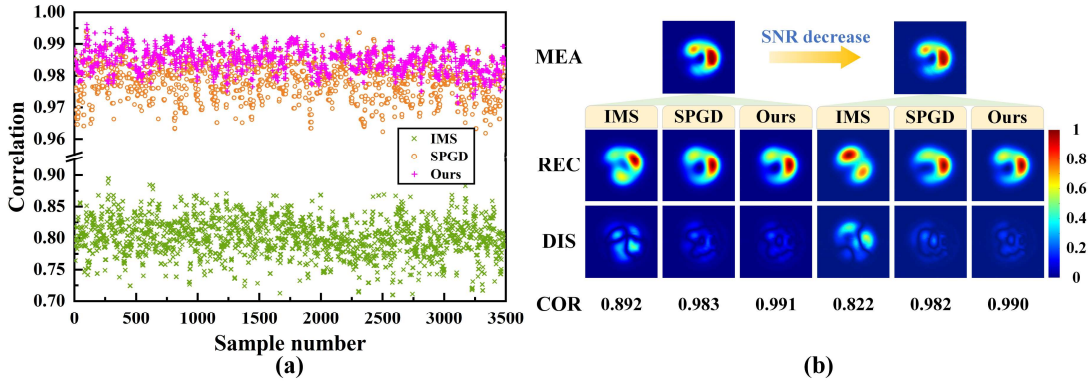 1.00
0.99
0.98
0.97
0.96
0.90
0.85
0.80
0.75
0.70
Correlation
IMS
SPGD
Ours
0 500 1000 1500 2000 2500 3000 3500
Sample number
(a)
MEA
SNR decrease
IMS SPGD Ours IMS SPGD Ours
REC
DIS
1
0.8
0.6
0.4
0.2
0
COR 0.892 0.983 0.991 0.822 0.982 0.990
(b)